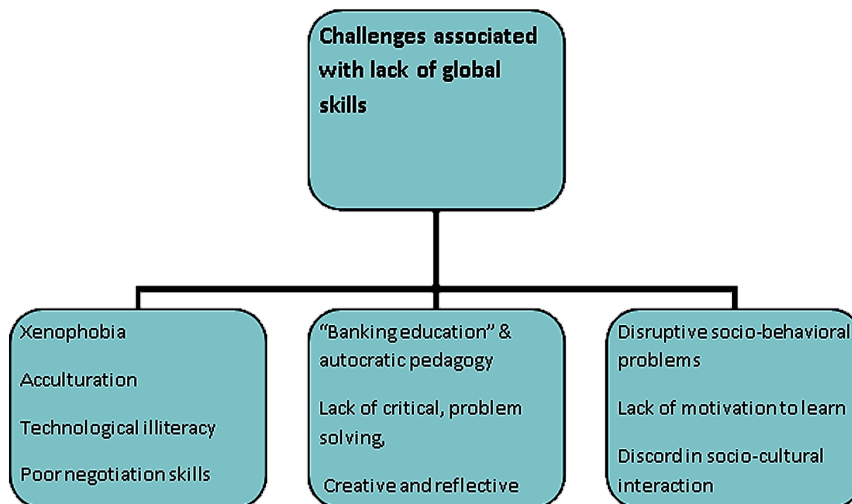 Challenges associated
with lack of global
skills
Xenophobia
Acculturation
Technological illiteracy
Poor negotiation skills
“Banking education” &
autocratic pedagogy
Lack of critical, problem
solving,
Creative and reflective
Disruptive socio-behavioral
problems
Lack of motivation to learn
Discord in socio-cultural
interaction